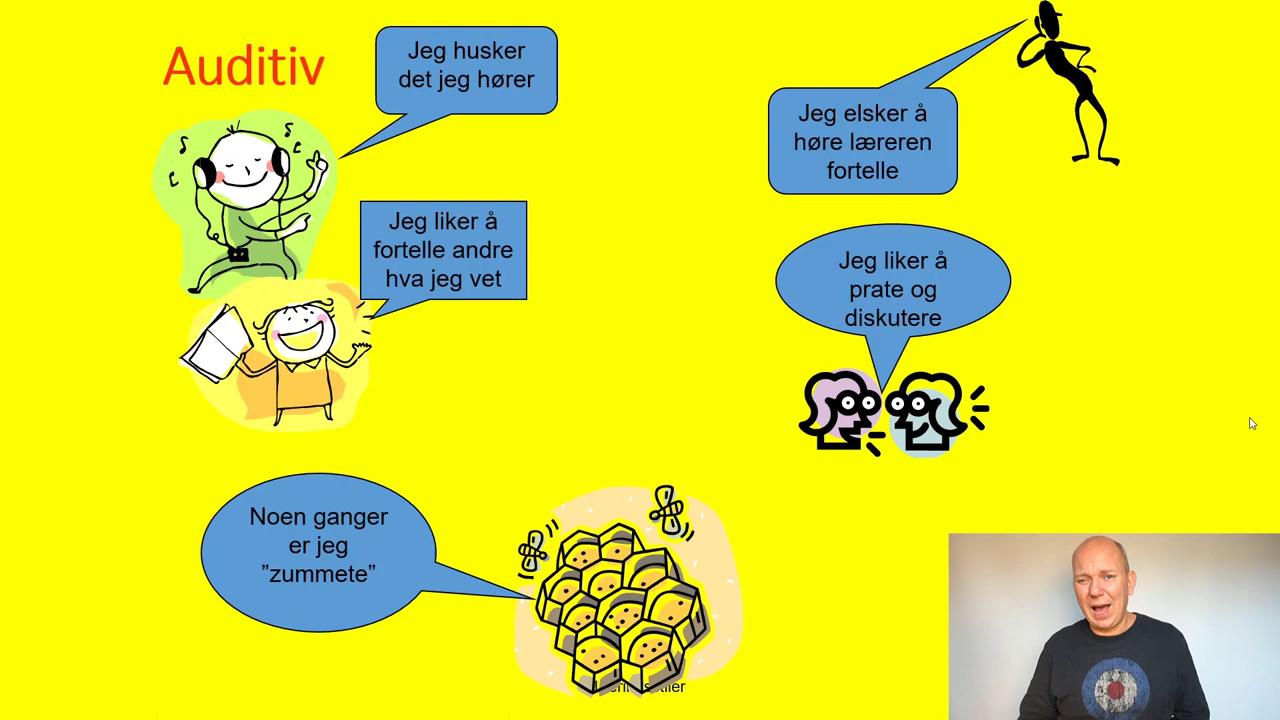 Auditiv
Jeg husker
det jeg hører
Jeg elsker å
høre læreren
fortelle
Jeg liker å
fortelle andre
hva jeg vet
Jeg liker å
prate og
diskutere
Noen ganger
er jeg
”zummete”